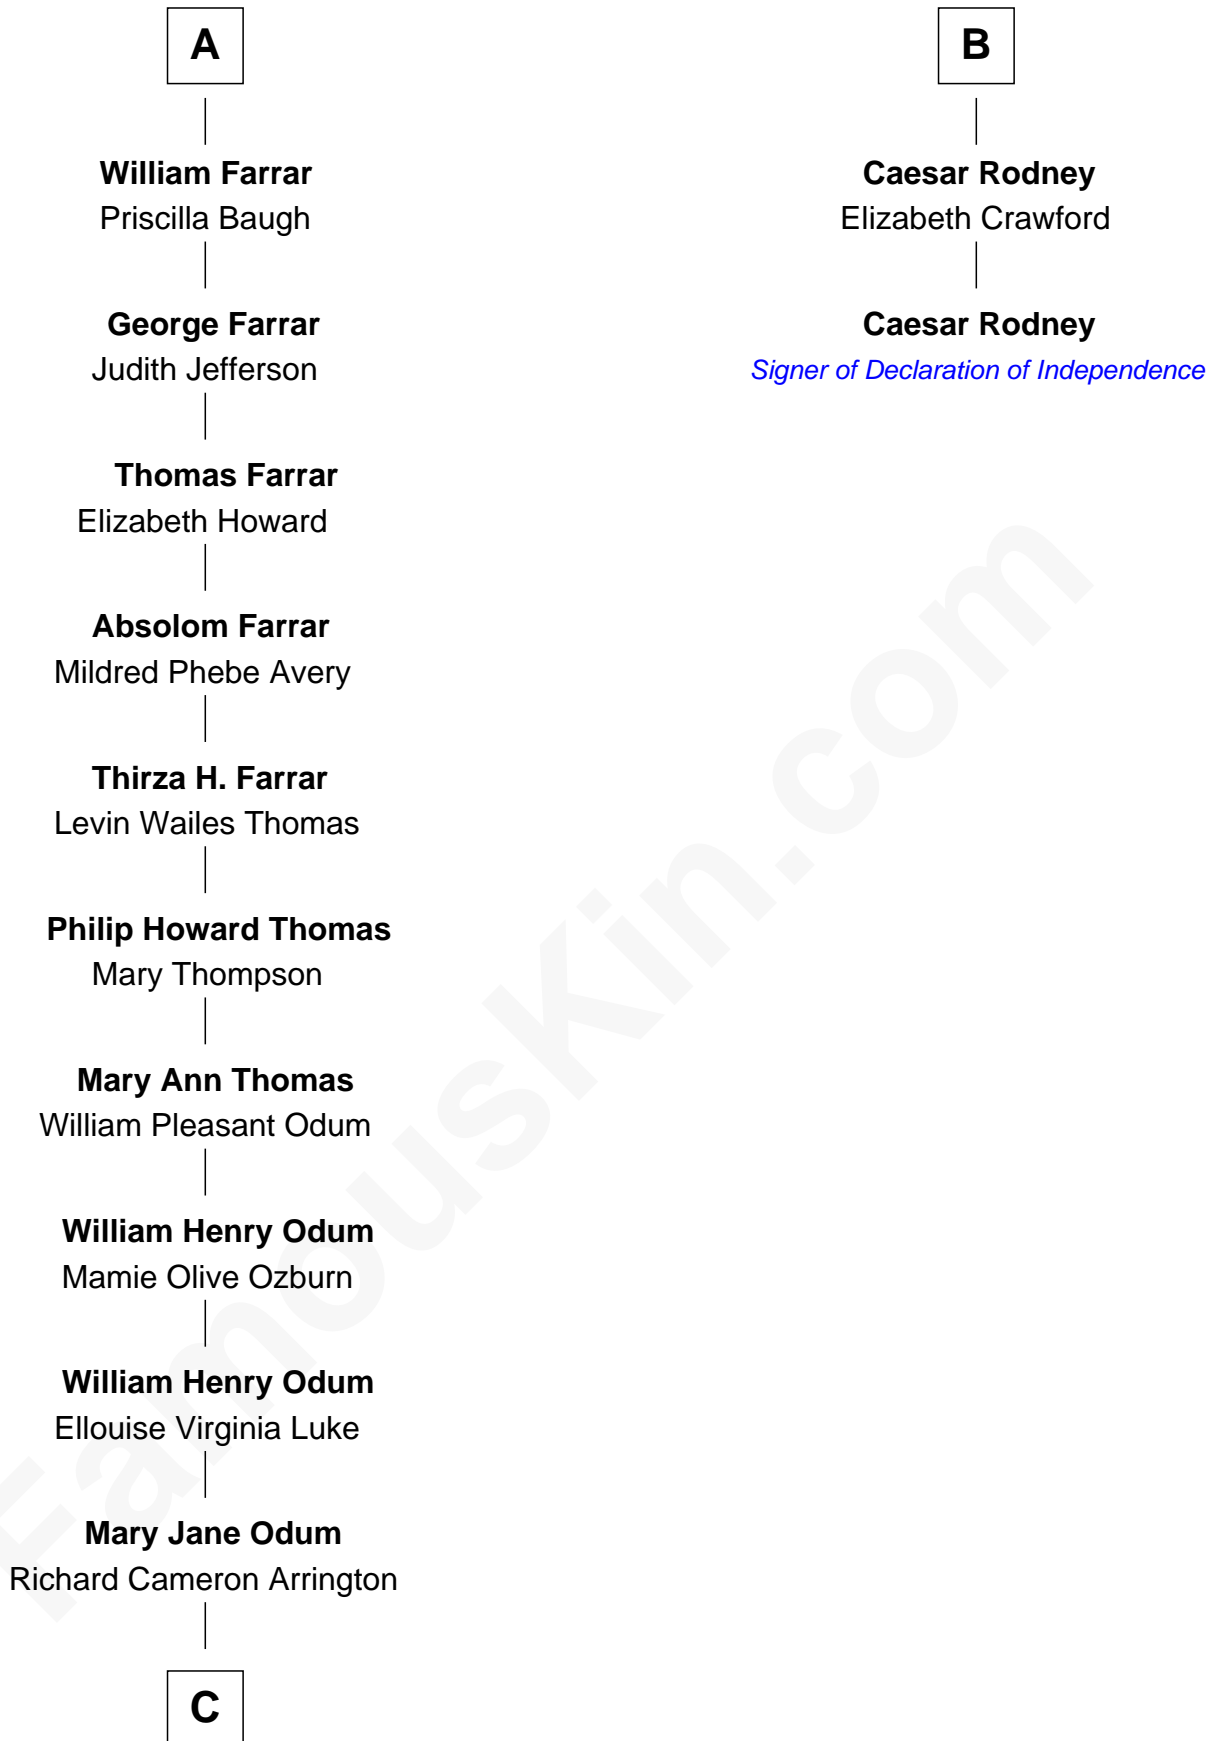 A
William Farrar
Priscilla Baugh
George Farrar
Judith Jefferson
Thomas Farrar
Elizabeth Howard
Absolom Farrar
Mildred Phebe Avery
Thirza H. Farrar
Levin Wailes Thomas
Philip Howard Thomas
Mary Thompson
Mary Ann Thomas
William Pleasant Odum
William Henry Odum
Mamie Olive Ozburn
William Henry Odum
Ellouise Virginia Luke
Mary Jane Odum
Richard Cameron Arrington
C
B
Caesar Rodney
Elizabeth Crawford
Caesar Rodney
Signer of Declaration of Independence
FamousKin.com